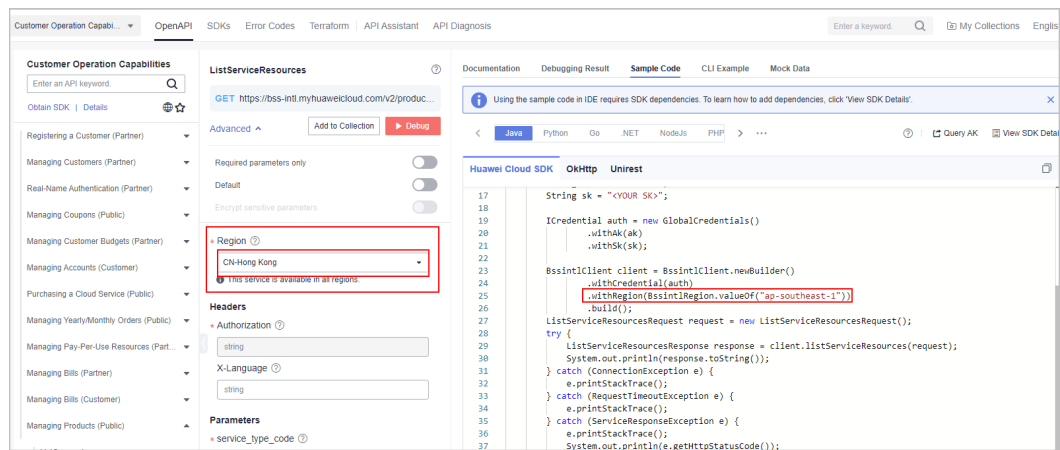 Customer Operation Capabi...
OpenAPI
SDKs
Error Codes
Terraform
API Assistant
API Diagnosis
Enter a keyword.
My Collections
Englis
Customer Operation Capabilities
Enter an API keyword.
Obtain SDK | Details
Registering a Customer (Partner)
Managing Customers (Partner)
Real-Name Authentication (Partner)
Managing Coupons (Public)
Managing Customer Budgets (Partner)
Managing Accounts (Customer)
Purchasing a Cloud Service (Public)
Managing Yearly/Monthly Orders (Public)
Managing Pay-Per-Use Resources (Part...
Managing Bills (Partner)
Managing Bills (Customer)
Managing Products (Public)
ListServiceResources
GET https://bss-intl.myhuaweicloud.com/v2/produc...
Advanced
Add to Collection
Debug
Required parameters only
Default
Encrypt sensitive parameters
* Region
CN-Hong Kong
This service is available in all regions.
Headers
* Authorization
string
X-Language
string
Parameters
* service_type_code
Documentation
Debugging Result
Sample Code
CLI Example
Mock Data
Using the sample code in IDE requires SDK dependencies. To learn how to add dependencies, click 'View SDK Details'.
Java
Python
Go
.NET
NodeJs
PHP
Query AK
View SDK Detai
Huawei Cloud SDK
OkHttp
Unirest
17 String sk = "<YOUR SK>";
18
19 ICredential auth = new GlobalCredentials()
20 .withAk(ak)
21 .withSk(sk);
22
23 BssintlClient client = BssintlClient.newBuilder()
24 .withCredential(auth)
25 .withRegion(BssintlRegion.valueOf("ap-southeast-1"))
26 .build();
27 ListServiceResourcesRequest request = new ListServiceResourcesRequest();
28 try {
29 ListServiceResourcesResponse response = client.listServiceResources(request);
30 System.out.println(response.toString());
31 } catch (ConnectionException e) {
32 e.printStackTrace();
33 } catch (RequestTimeoutException e) {
34 e.printStackTrace();
35 } catch (ServiceResponseException e) {
36 e.printStackTrace();
37 System.out.println(e.getHttpStatusCode());